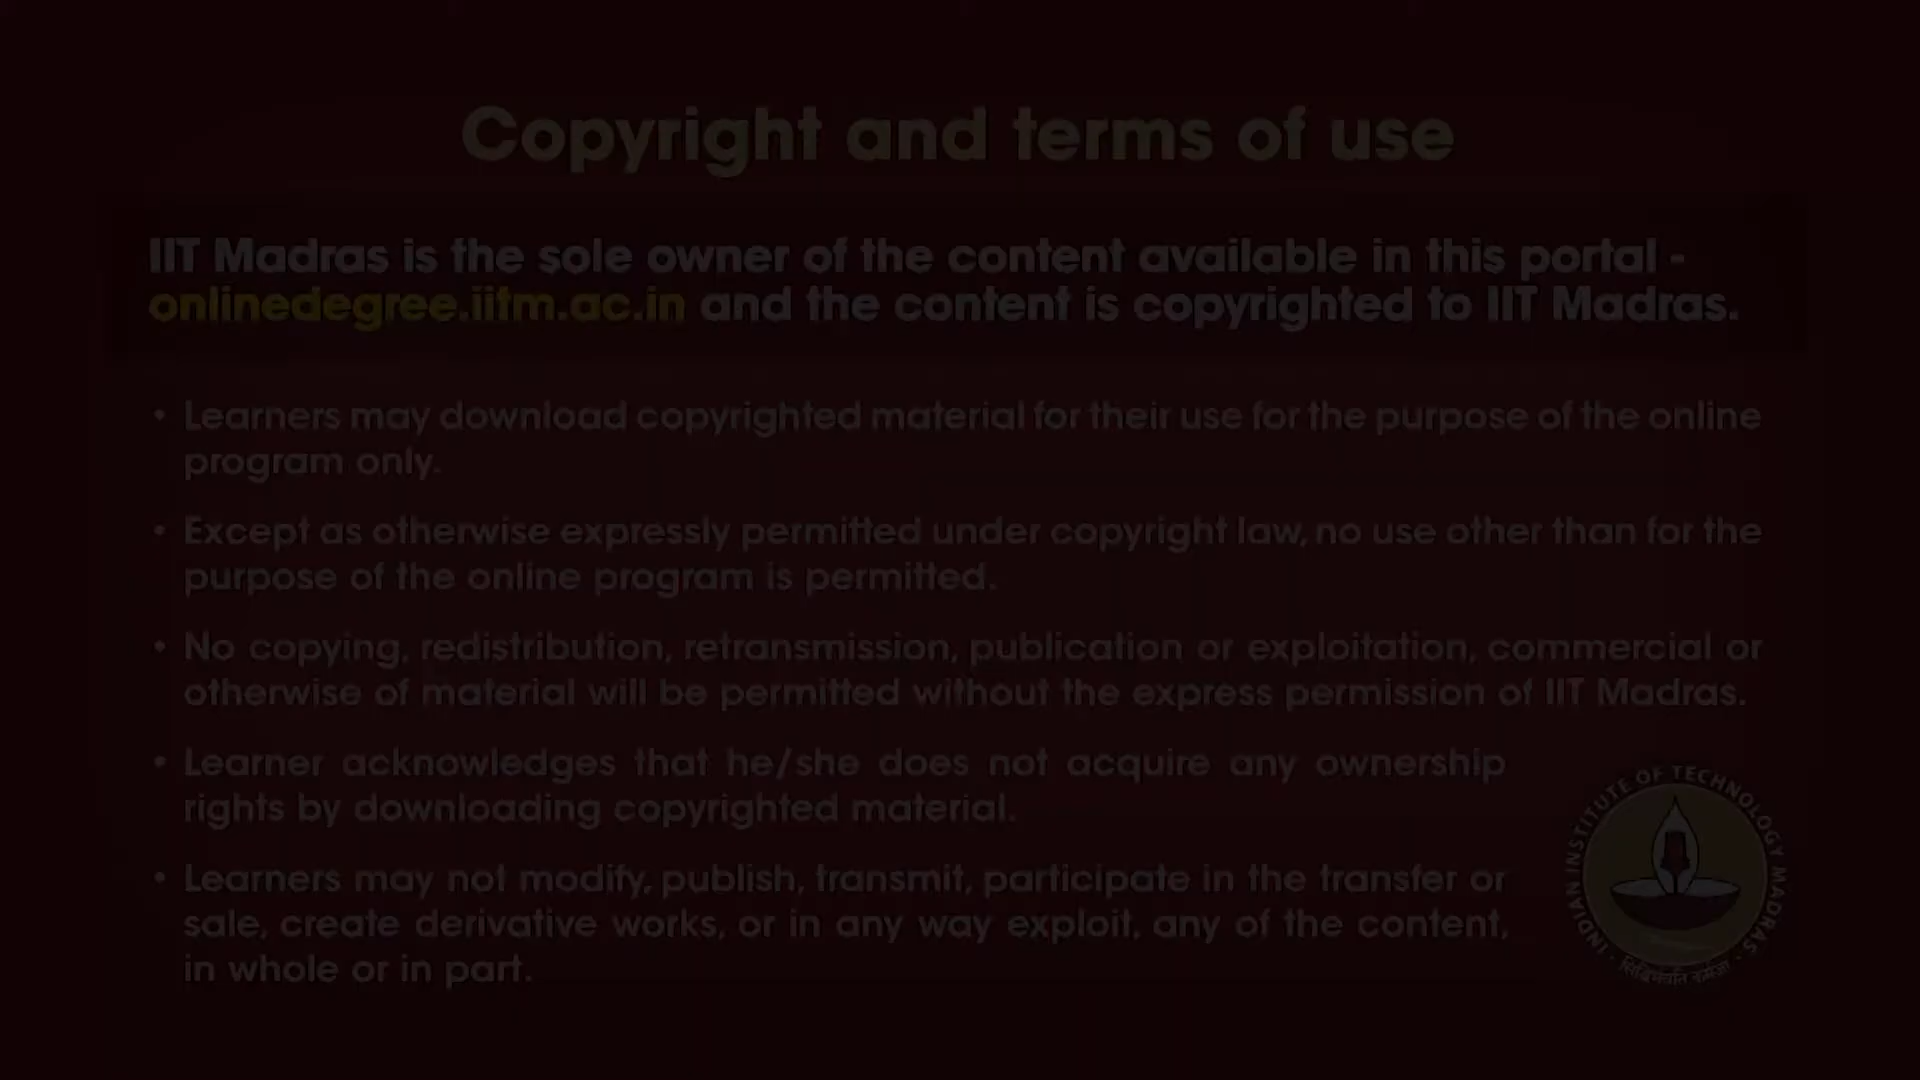 Copyright and terms of use
IIT Madras is the sole owner of the content available in this portal -
onlinedegree.iitm.ac.in and the content is copyrighted to IIT Madras.
• Learners may download copyrighted material for their use for the purpose of the online
program only.
• Except as otherwise expressly permitted under copyright law, no use other than for the
purpose of the online program is permitted.
• No copying, redistribution, retransmission, publication or exploitation, commercial or
otherwise of material will be permitted without the express permission of IIT Madras.
• Learner acknowledges that he/she does not acquire any ownership
rights by downloading copyrighted material.
• Learners may not modify, publish, transmit, participate in the transfer or
sale, create derivative works, or in any way exploit, any of the content,
in whole or in part.
INDIAN INSTITUTE OF TECHNOLOGY MADRAS
सिद्धिर्भवति कर्मजा